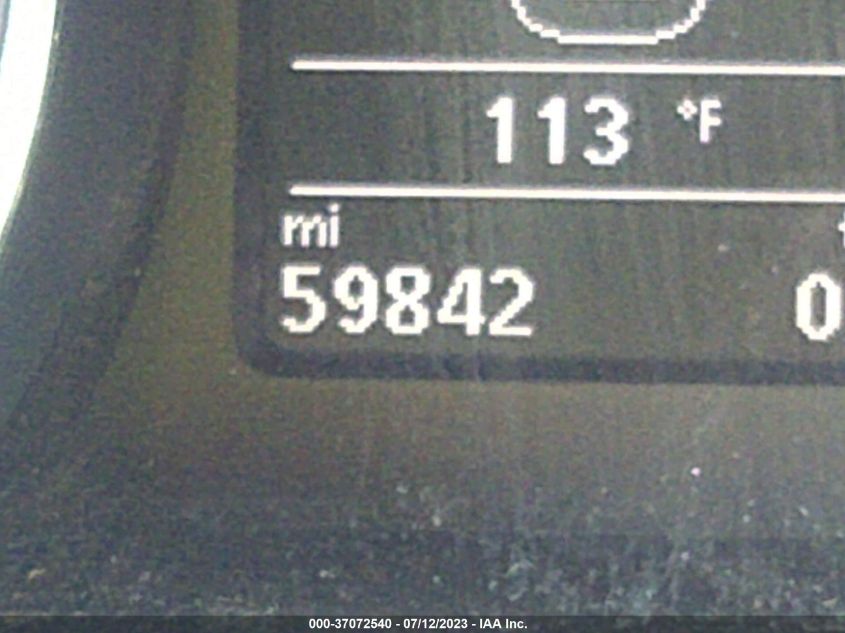 113 °F
mi
59842 0
000-37072540 - 07/12/2023 - IAA Inc.